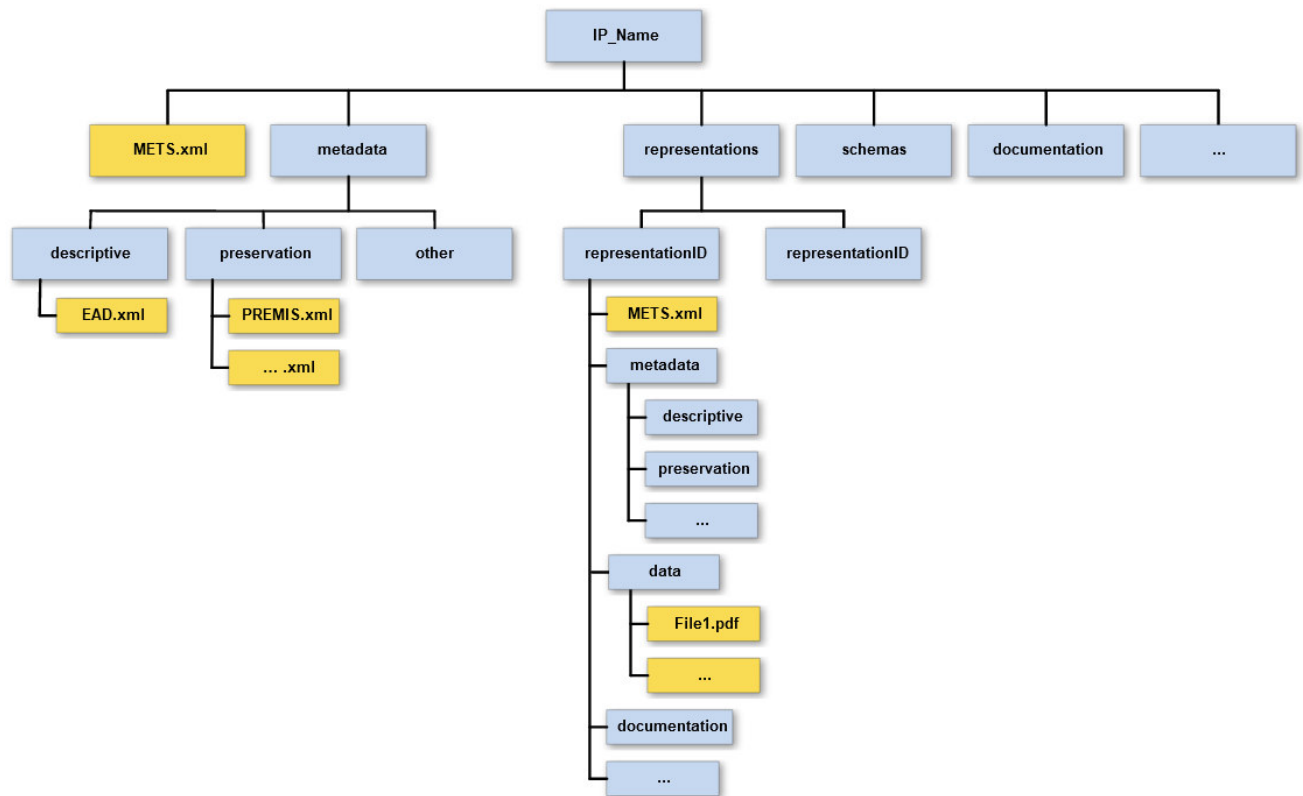 IP_Name
METS.xml
metadata
representations
schemas
documentation
...
descriptive
preservation
other
representationID
representationID
EAD.xml
PREMIS.xml
... .xml
METS.xml
metadata
descriptive
preservation
...
data
File1.pdf
...
documentation
...